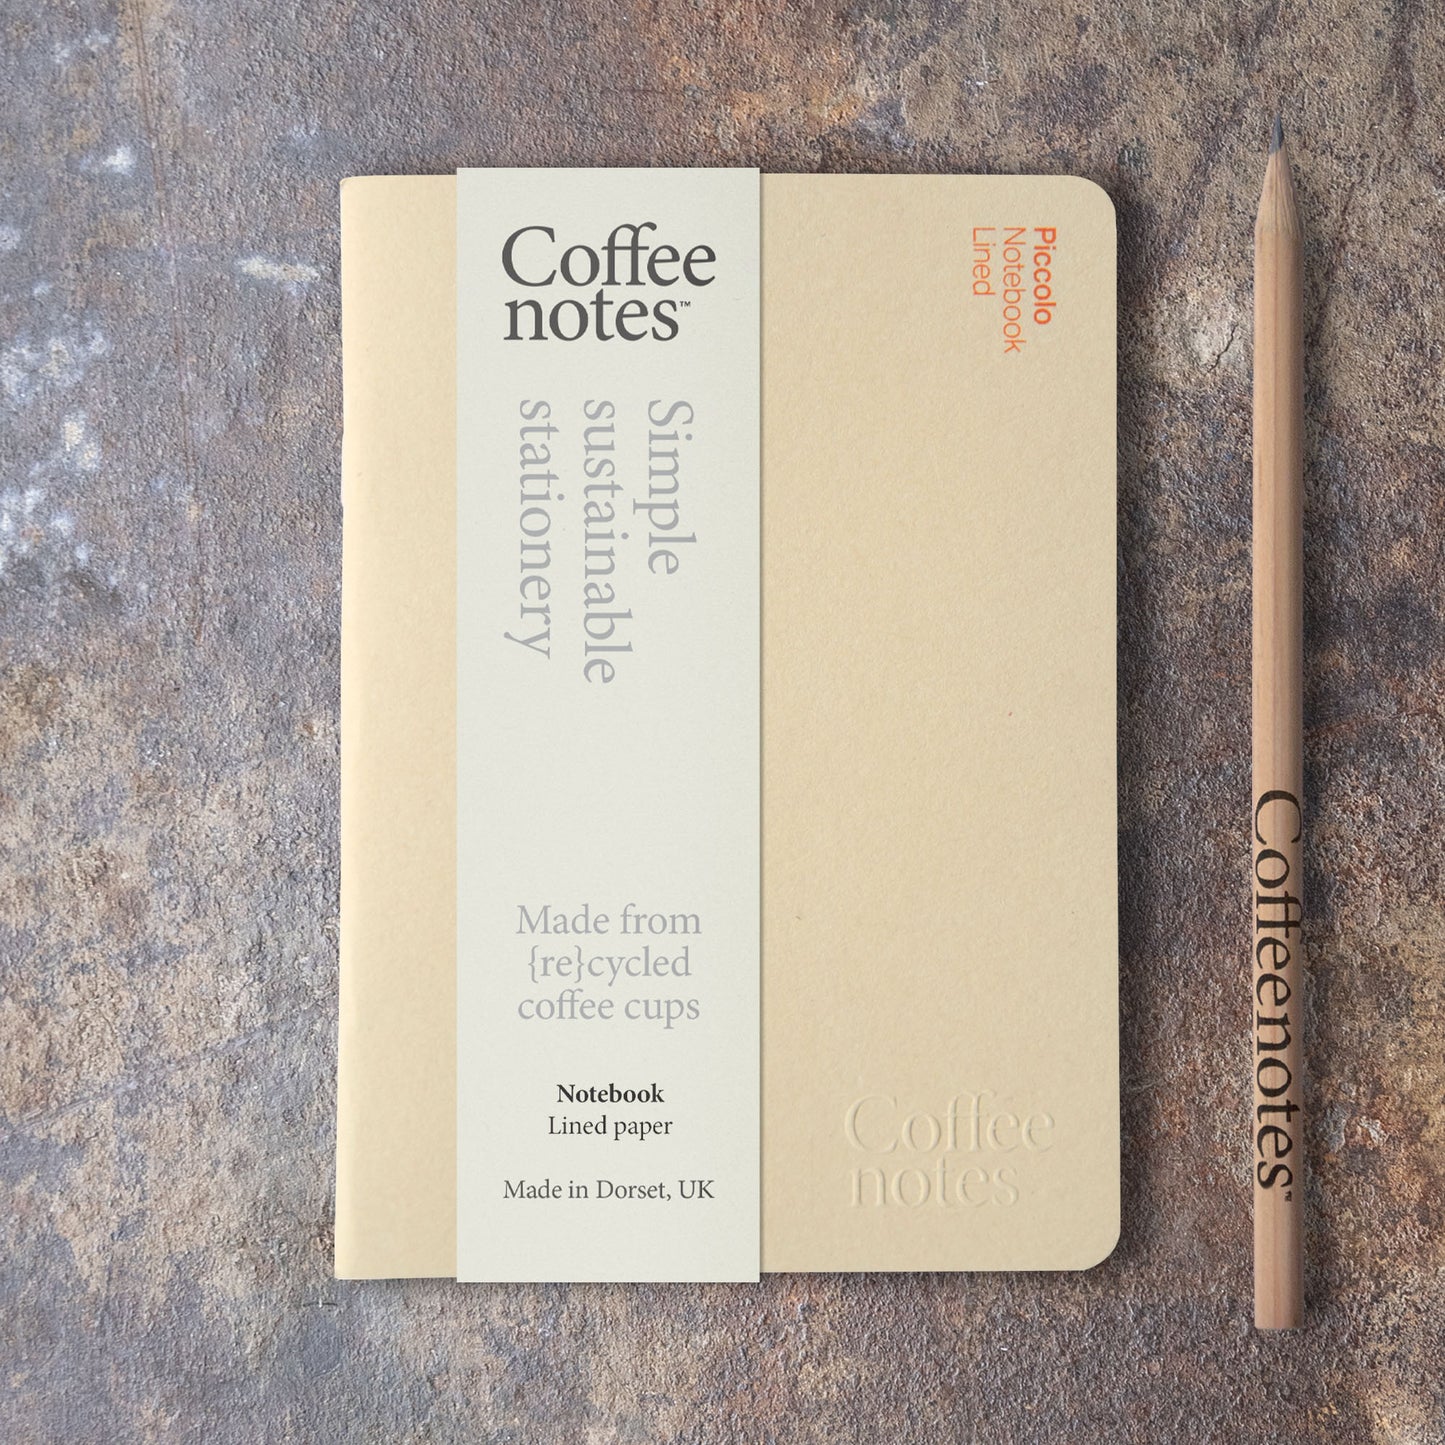 Coffee
notes™
Simple
sustainable
stationery
Made from
{re}cycled
coffee cups
Notebook
Lined paper
Made in Dorset, UK
Piccolo
Notebook
Lined
Coffee
notes
Coffeenotes™